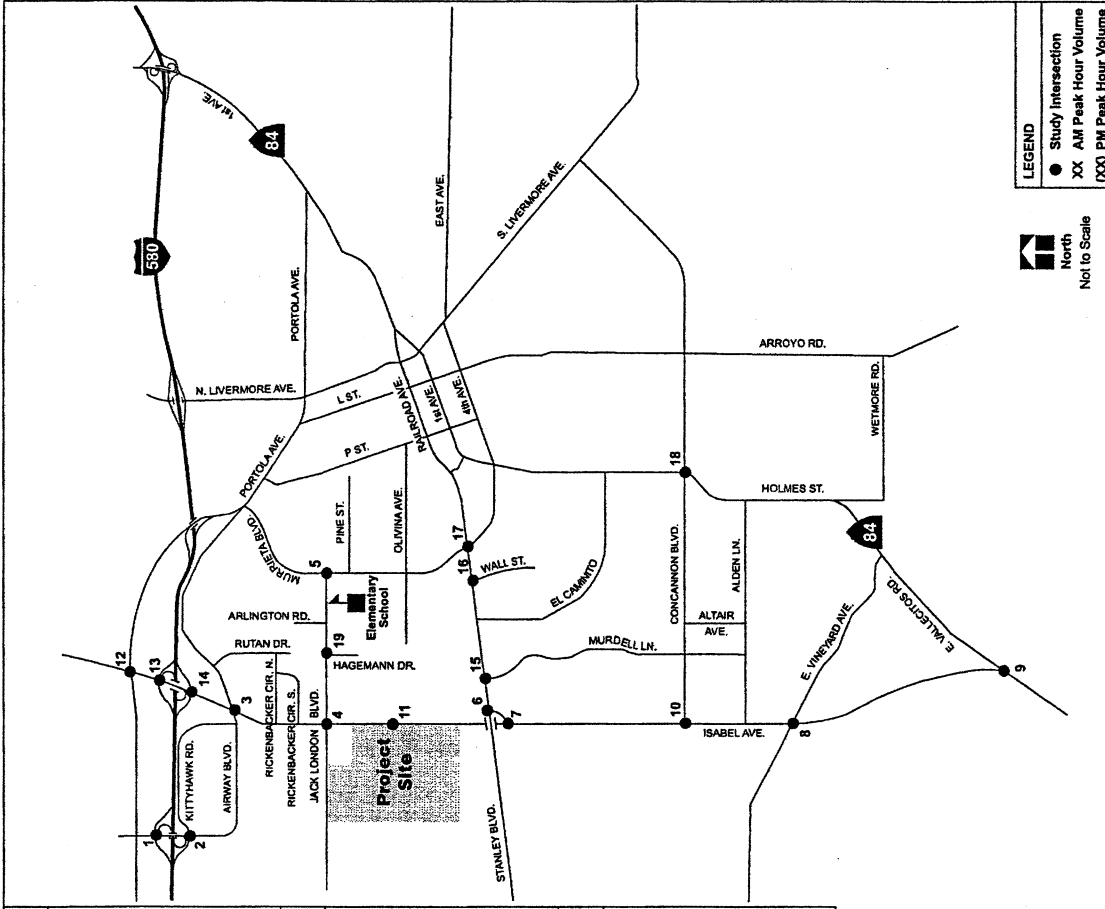 1st AVE.
84
580
PORTOLA AVE.
EAST AVE.
S. LIVERMORE AVE.
N. LIVERMORE AVE.
L ST.
RAILROAD AVE.
1st AVE.
4th AVE.
P ST.
PORTOLA AVE.
ARROYO RD.
WETMORE RD.
MURRIETA BLVD.
PINE ST.
OLIVINA AVE.
17
16
WALL ST.
18
HOLMES ST.
5
EL CAMINITO
CONCANNON BLVD.
ALDEN LN.
84
ARLINGTON RD.
Elementary
School
ALTAIR
AVE.
E. VALLECITOS RD.
E. VINEYARD AVE.
12
13
14
RUTAN DR.
19
HAGEMANN DR.
MURDELL LN.
15
9
3
RICKENBACKER CIR. N.
RICKENBACKER CIR. S.
4
11
6
7
10
8
ISABEL AVE.
KITTYHAWK RD.
AIRWAY BLVD.
JACK LONDON BLVD.
Project
Site
1
2
STANLEY BLVD.
North
Not to Scale
LEGEND
Study Intersection
XX AM Peak Hour Volume
(XX) PM Peak Hour Volume